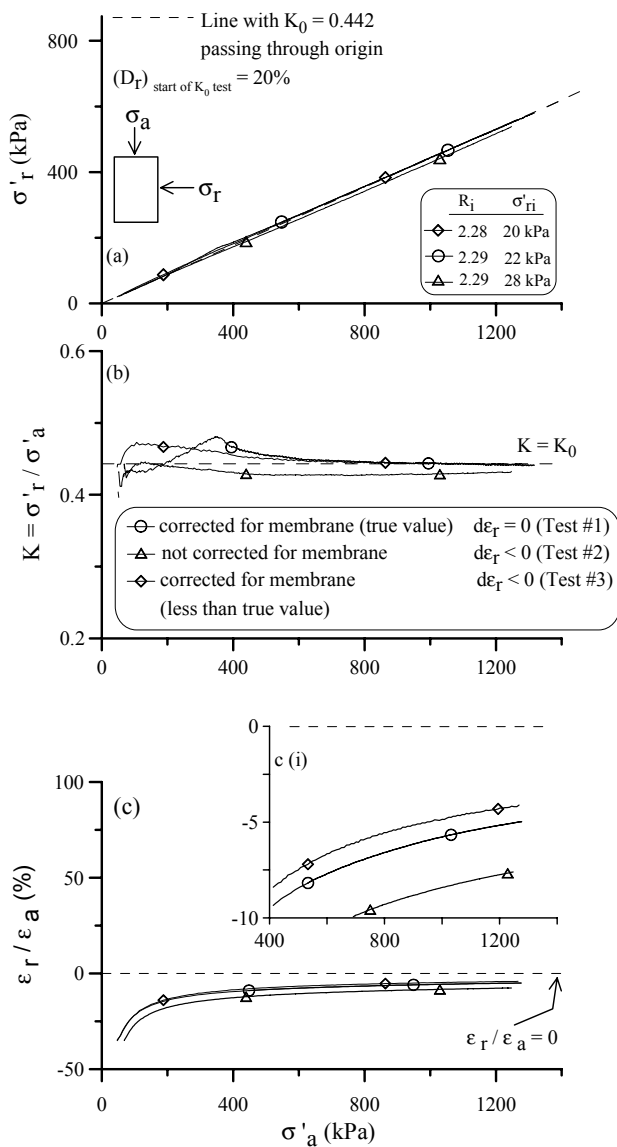 Line with K0 = 0.442
passing through origin
(Dr) start of K0 test = 20%
σa
σr
σ'r (kPa)
800
400
0
(a)
Ri σ'ri
2.28 20 kPa
2.29 22 kPa
2.29 28 kPa
0 400 800 1200
0.6
(b)
K = σ'r / σ'a
K = K0
0.4
corrected for membrane (true value) dεr = 0 (Test #1)
not corrected for membrane dεr < 0 (Test #2)
corrected for membrane dεr < 0 (Test #3)
(less than true value)
0.2
0 400 800 1200
0
c (i)
-5
-10
400 800 1200
100
(c)
50
εr / εa (%)
0
εr / εa = 0
-50
0 400 800 1200
σ'a (kPa)